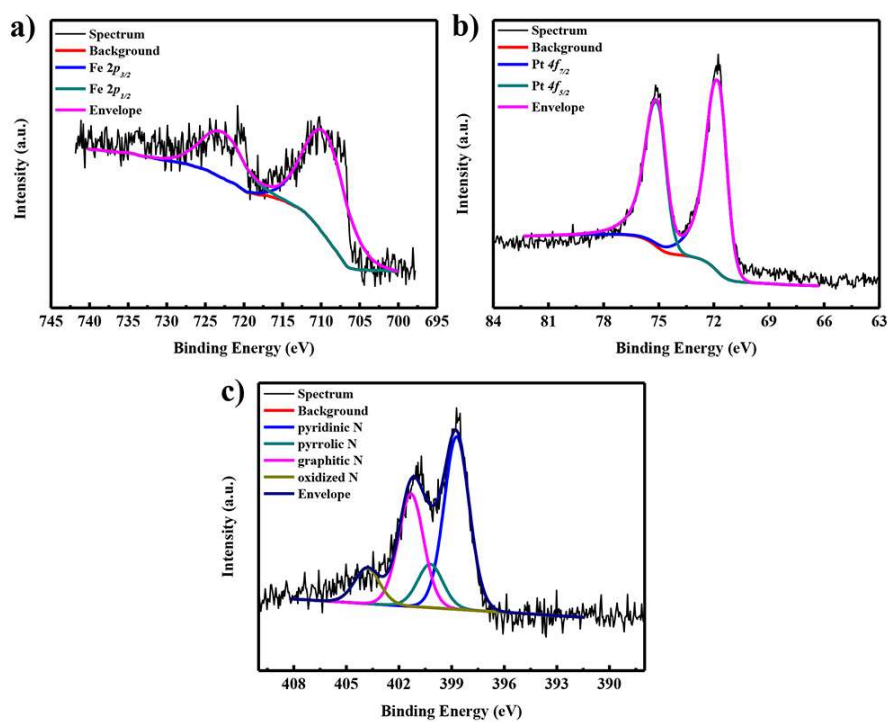 a)
Spectrum
Background
Fe 2p3/2
Fe 2p1/2
Envelope
Intensity (a.u.)
745 740 735 730 725 720 715 710 705 700 695
Binding Energy (eV)
b)
Spectrum
Background
Pt 4f7/2
Pt 4f5/2
Envelope
Intensity (a.u.)
84 81 78 75 72 69 66 63
Binding Energy (eV)
c)
Spectrum
Background
pyridinic N
pyrrolic N
graphitic N
oxidized N
Envelope
Intensity (a.u.)
408 405 402 399 396 393 390
Binding Energy (eV)